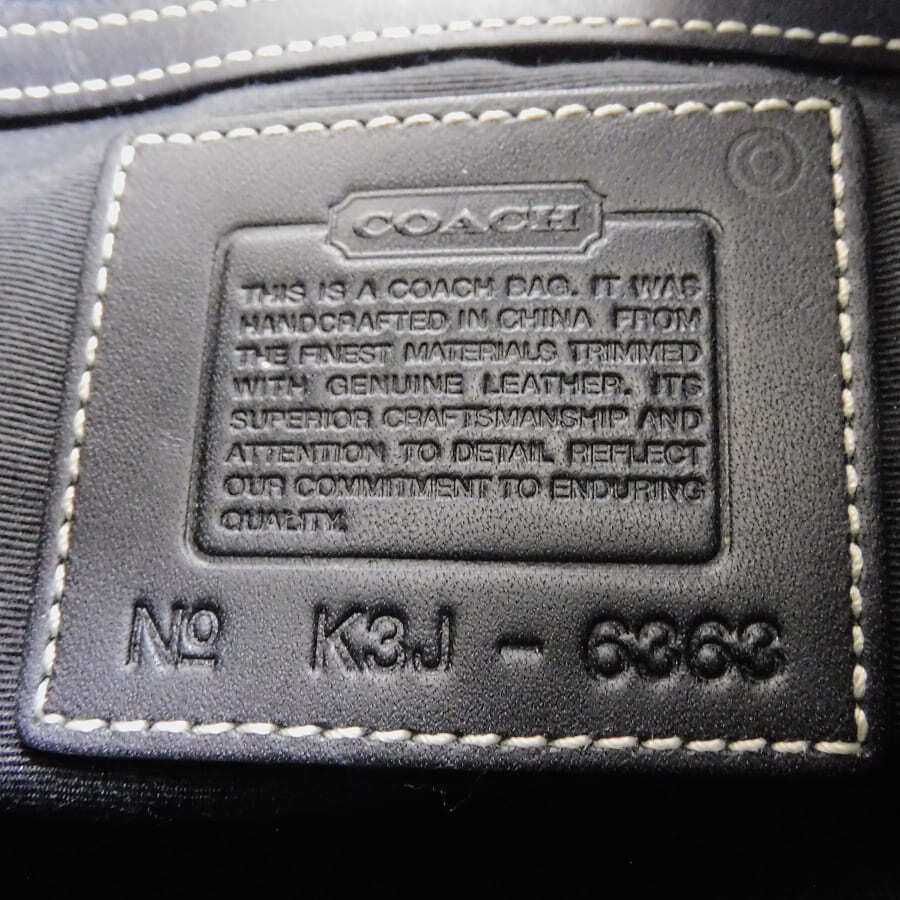 ©
COACH
THIS IS A COACH BAG. IT WAS
HANDCRAFTED IN CHINA FROM
THE FINEST MATERIALS TRIMMED
WITH GENUINE LEATHER. ITS
SUPERIOR CRAFTSMANSHIP AND
ATTENTION TO DETAIL REFLECT
OUR COMMITMENT TO ENDURING
QUALITY.
Nº K3J - 6363